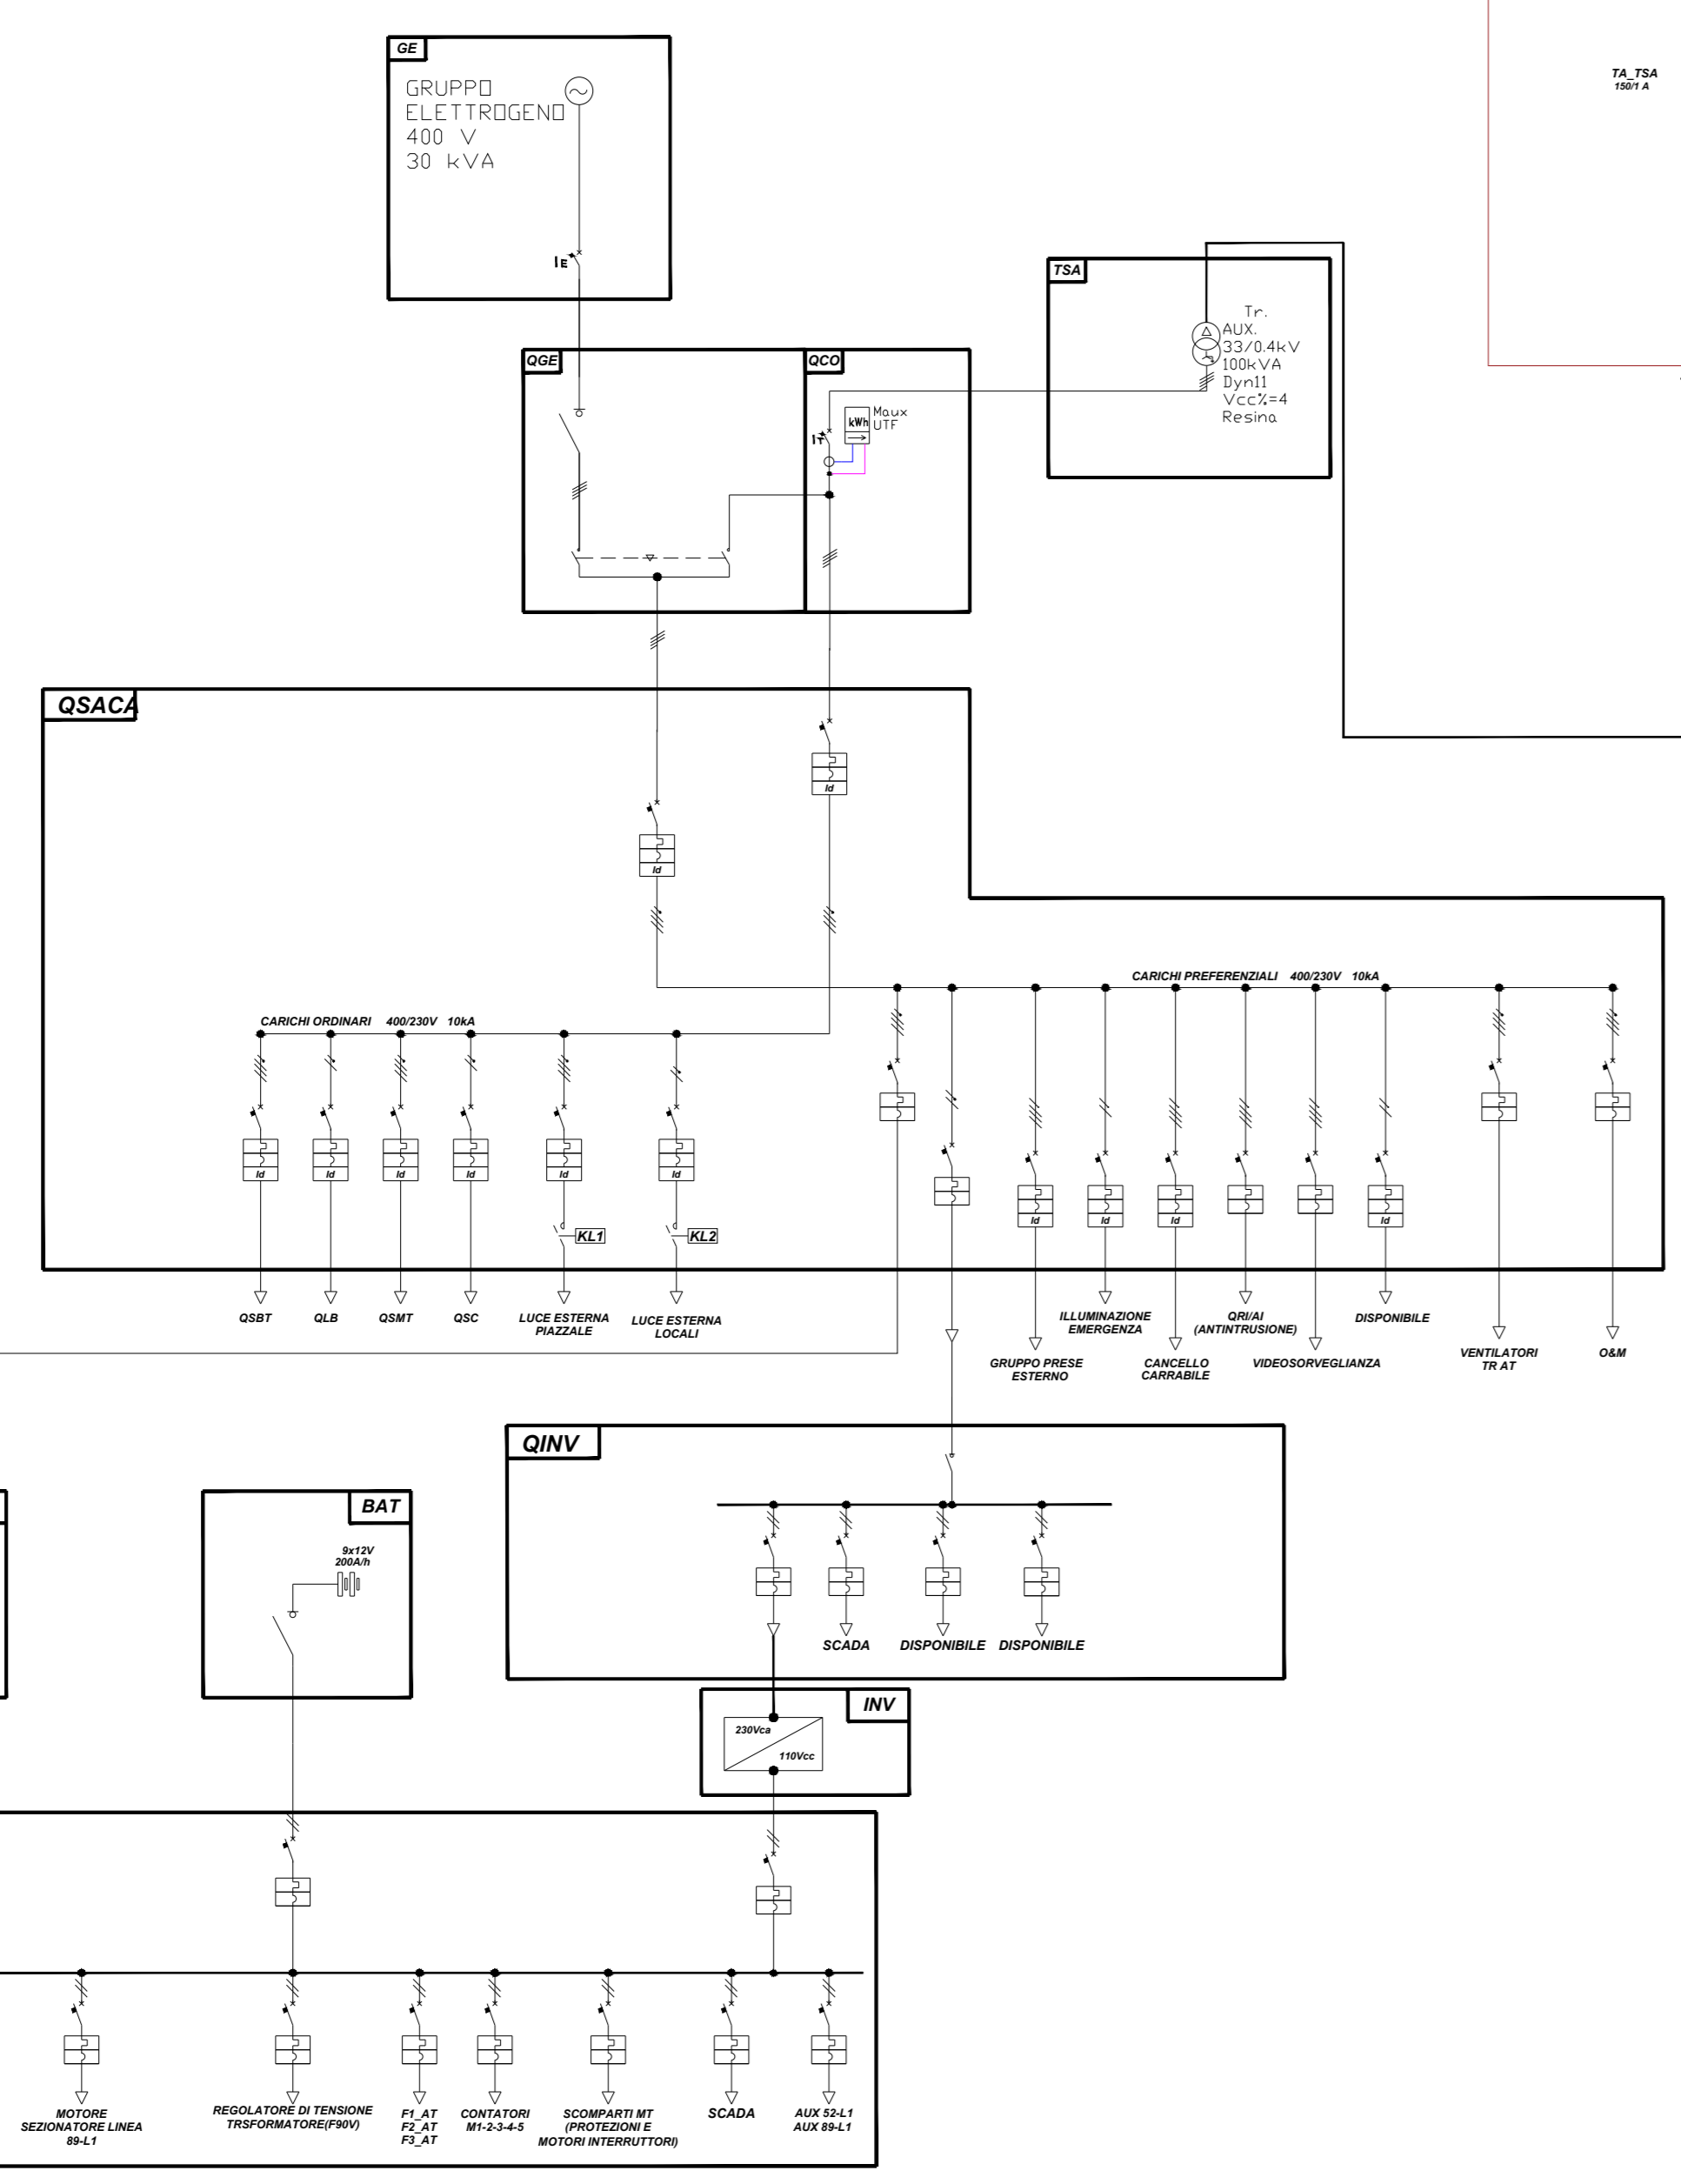 GE
GRUPPO
ELETTROGENO
400 V
30 kVA
IE
TA_TSA
150/1 A
TSA
Tr.
AUX.
33/0.4kV
100kVA
Dyn11
Vcc%=4
Resina
QGE
QCO
kWh
Maux
UTF
QSACA
Id
Id
CARICHI PREFERENZIALI 400/230V 10kA
CARICHI ORDINARI 400/230V 10kA
Id
Id
Id
Id
Id
Id
Id
Id
Id
Id
KL1
KL2
QSBT
QLB
QSMT
QSC
LUCE ESTERNA
PIAZZALE
LUCE ESTERNA
LOCALI
GRUPPO PRESE
ESTERNO
ILLUMINAZIONE
EMERGENZA
CANCELLO
CARRABILE
QRI/AI
(ANTINTRUSIONE)
VIDEOSORVEGLIANZA
DISPONIBILE
VENTILATORI
TR AT
O&M
QINV
BAT
9x12V
200A/h
SCADA
DISPONIBILE
DISPONIBILE
INV
230Vca
110Vcc
MOTORE
SEZIONATORE LINEA
89-L1
REGOLATORE DI TENSIONE
TRSFORMATORE(F90V)
F1_AT
F2_AT
F3_AT
CONTATORI
M1-2-3-4-5
SCOMPARTI MT
(PROTEZIONI E
MOTORI INTERRUTTORI)
SCADA
AUX 52-L1
AUX 89-L1